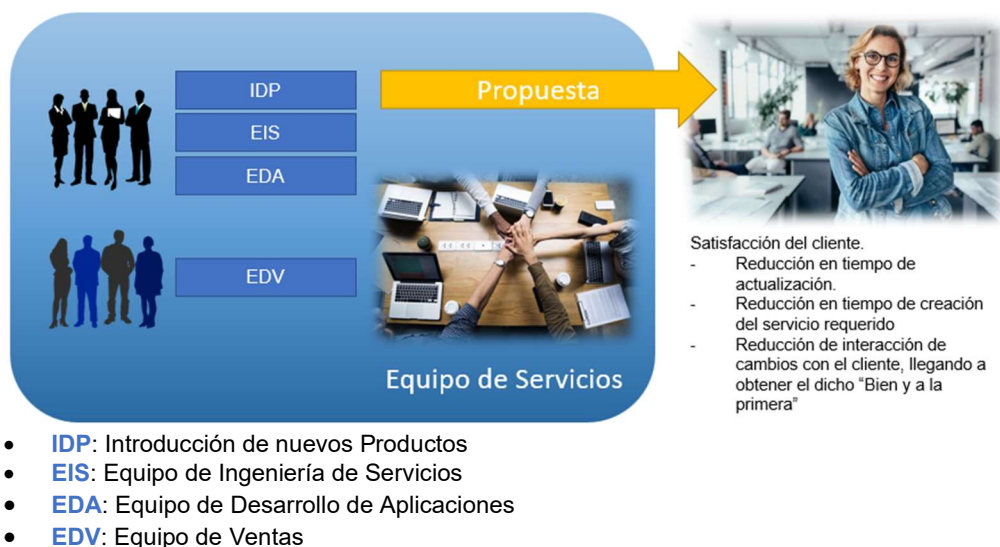 IDP
EIS
EDA
EDV
Propuesta
Equipo de Servicios
Satisfacción del cliente.
- Reducción en tiempo de
actualización.
- Reducción en tiempo de creación
del servicio requerido
- Reducción de interacción de
cambios con el cliente, llegando a
obtener el dicho “Bien y a la
primera”
• IDP: Introducción de nuevos Productos
• EIS: Equipo de Ingeniería de Servicios
• EDA: Equipo de Desarrollo de Aplicaciones
• EDV: Equipo de Ventas